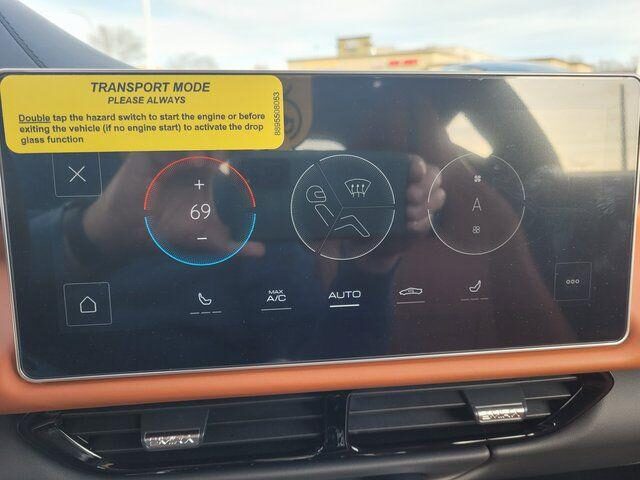 TRANSPORT MODE
PLEASE ALWAYS
Double tap the hazard switch to start the engine or before
exiting the vehicle (if no engine start) to activate the drop
glass function
8895508053
+
69
−
A
MAX
A/C
AUTO